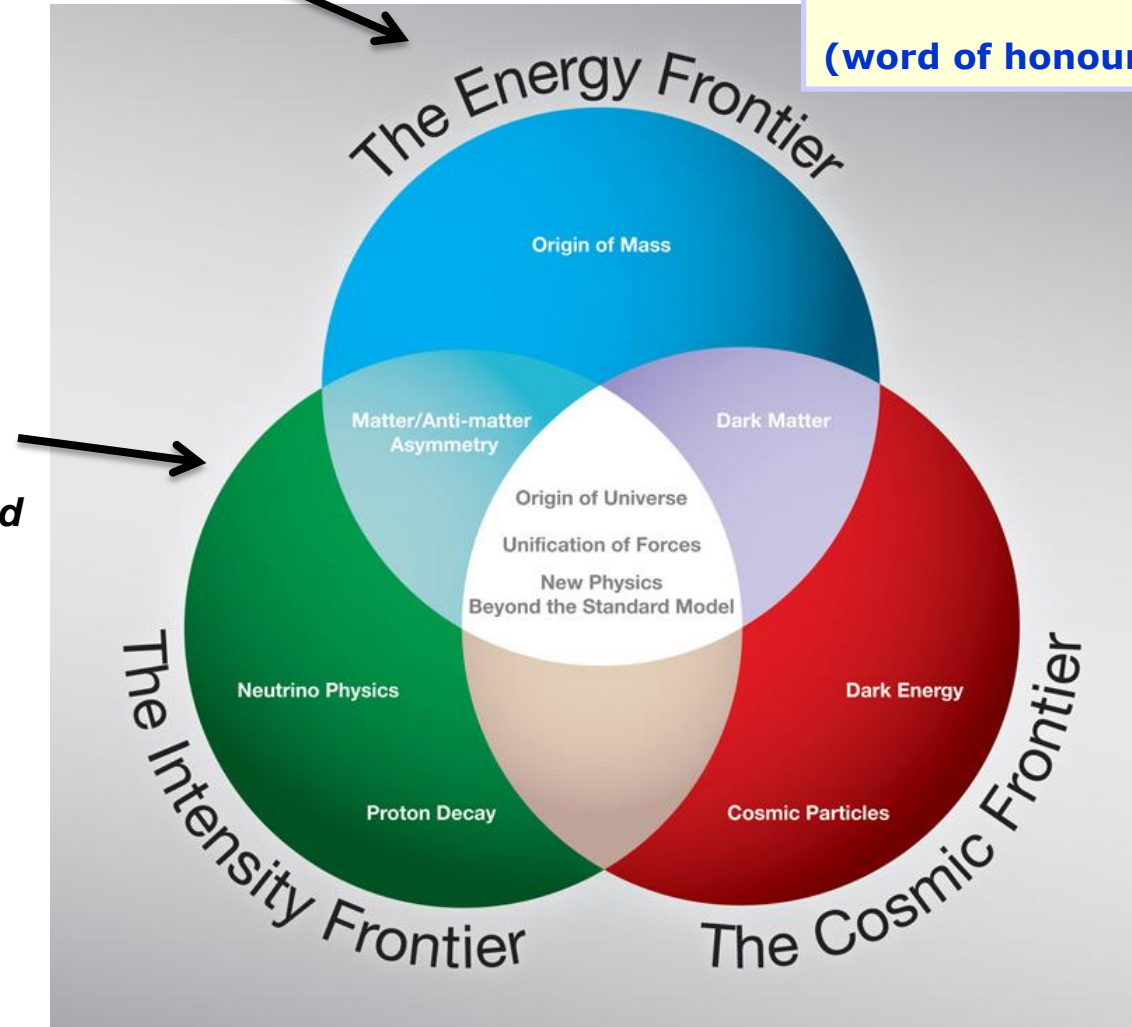 (word of honour
The Energy Frontier
Origin of Mass
Matter/Anti-matter
Asymmetry
Dark Matter
Origin of Universe
Unification of Forces
New Physics
Beyond the Standard Model
Neutrino Physics
Proton Decay
Dark Energy
Cosmic Particles
The Intensity Frontier
The Cosmic Frontier